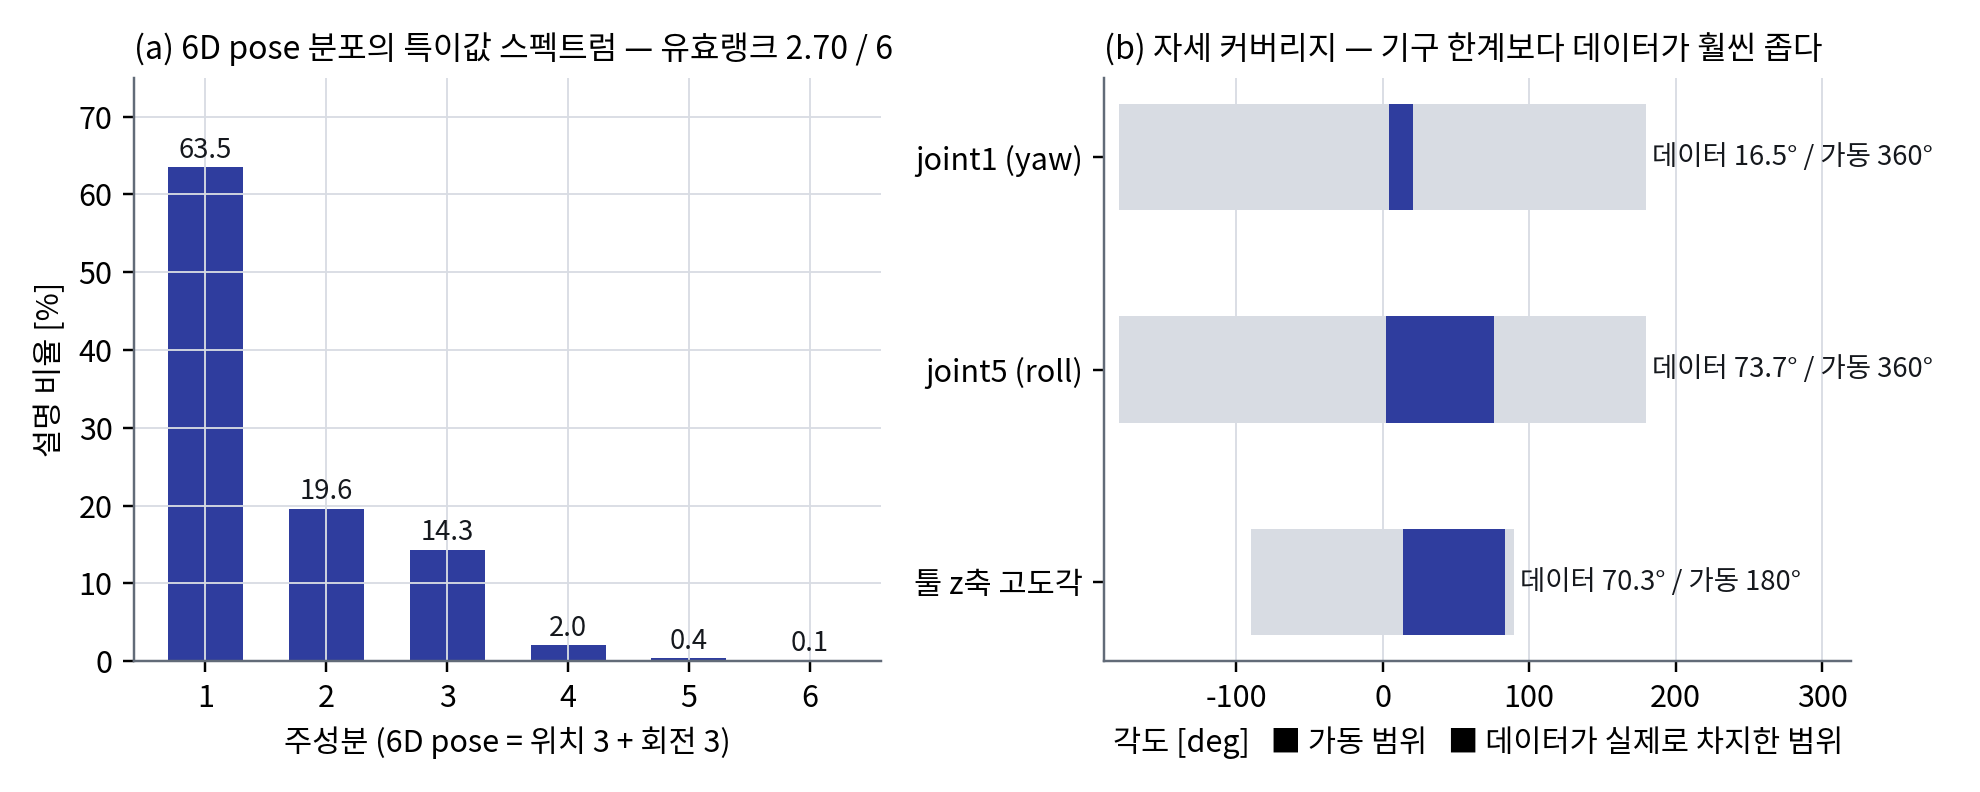 (a) 6D pose 분포의 특이값 스펙트럼 — 유효랭크 2.70 / 6
설명 비율 [%]
70
60
50
40
30
20
10
0
63.5
19.6
14.3
2.0
0.4
0.1
1 2 3 4 5 6
주성분 (6D pose = 위치 3 + 회전 3)
(b) 자세 커버리지 — 기구 한계보다 데이터가 훨씬 좁다
joint1 (yaw)
데이터 16.5° / 가동 360°
joint5 (roll)
데이터 73.7° / 가동 360°
툴 z축 고도각
데이터 70.3° / 가동 180°
-100 0 100 200 300
각도 [deg] ■ 가동 범위 ■ 데이터가 실제로 차지한 범위